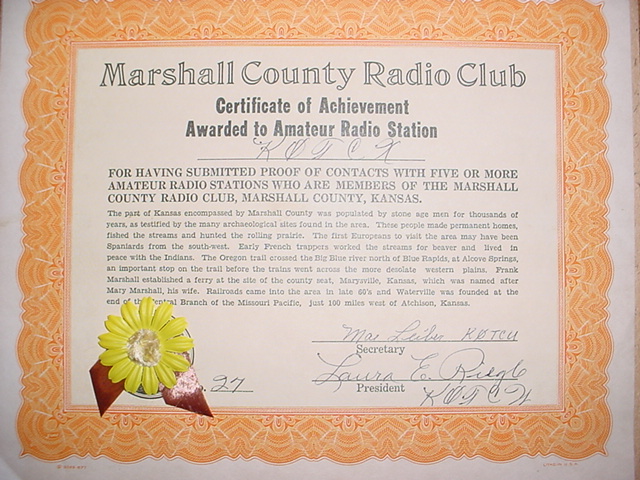 Marshall County Radio Club
Certificate of Achievement
Awarded to Amateur Radio Station
KØTCX
FOR HAVING SUBMITTED PROOF OF CONTACTS WITH FIVE OR MORE
AMATEUR RADIO STATIONS WHO ARE MEMBERS OF THE MARSHALL
COUNTY RADIO CLUB, MARSHALL COUNTY, KANSAS.
The part of Kansas encompassed by Marshall County was populated by stone age men for thousands of
years, as testified by the many archaeological sites found in the area. These people made permanent homes,
fished the streams and hunted the rolling prairie. The first Europeans to visit the area may have been
Spaniards from the south-west. Early French trappers worked the streams for beaver and lived in
peace with the Indians. The Oregon trail crossed the Big Blue river north of Blue Rapids, at Alcove Springs,
an important stop on the trail before the trains went across the more desolate western plains. Frank
Marshall established a ferry at the site of the county seat, Marysville, Kansas, which was named after
Mary Marshall, his wife. Railroads came into the area in late 60's and Waterville was founded at the
end of the Central Branch of the Missouri Pacific, just 100 miles west of Atchison, Kansas.
KØTCU
Secretary
27
Laura E.
President